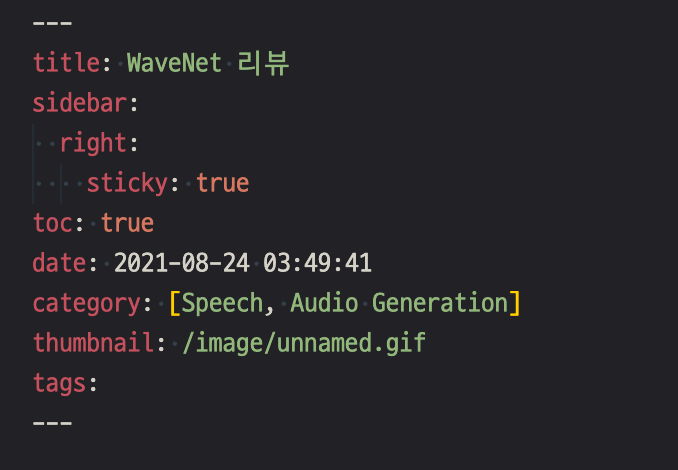 ---
title: WaveNet 리뷰
sidebar:
  right:
    sticky: true
toc: true
date: 2021-08-24 03:49:41
category: [Speech, Audio Generation]
thumbnail: /image/unnamed.gif
tags:
---